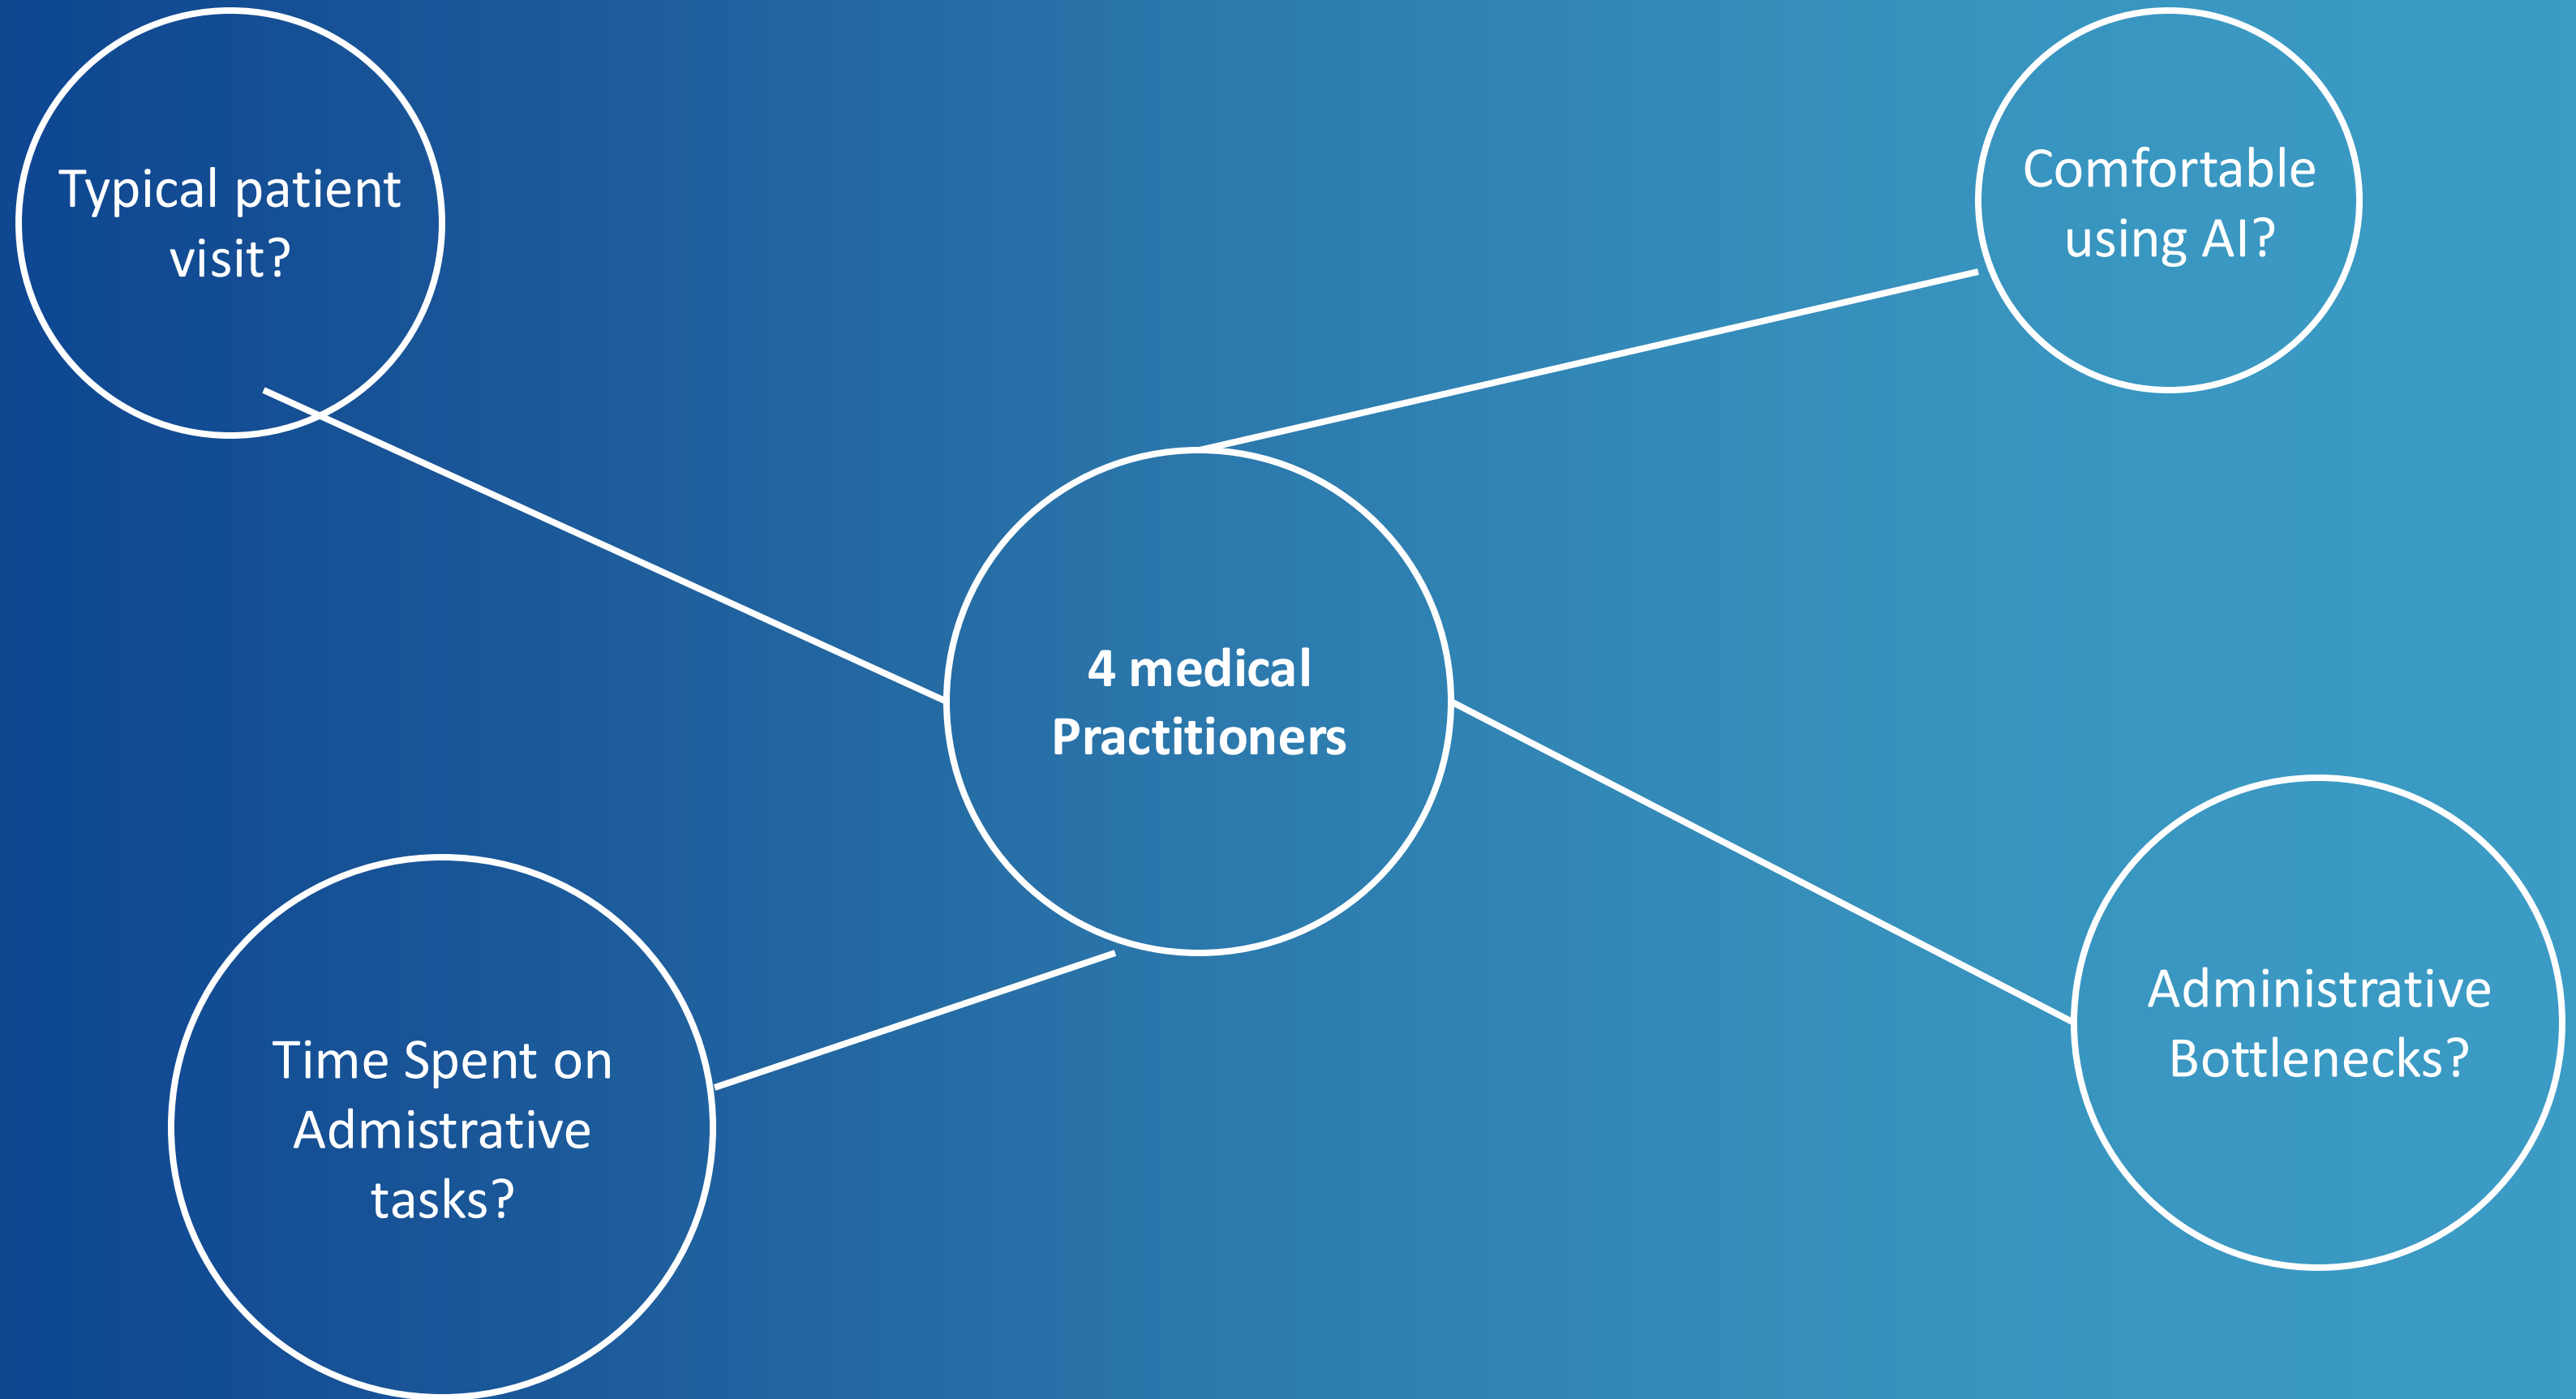 Typical patient
visit?
Comfortable
using AI?
4 medical
Practitioners
Time Spent on
Admistrative
tasks?
Administrative
Bottlenecks?